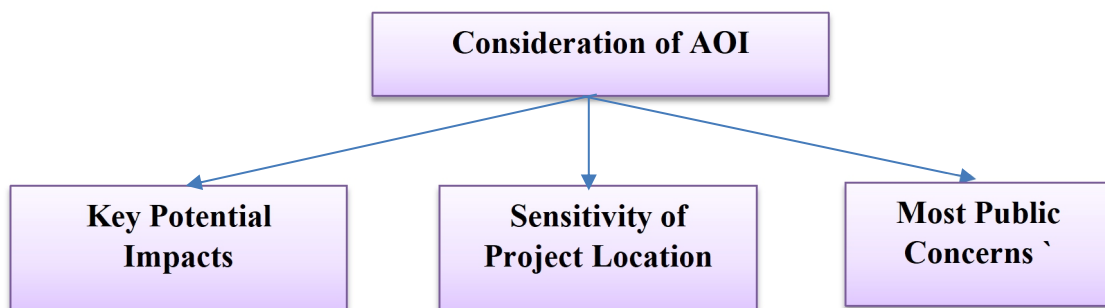 Consideration of AOI
Key Potential
Impacts
Sensitivity of
Project Location
Most Public
Concerns `